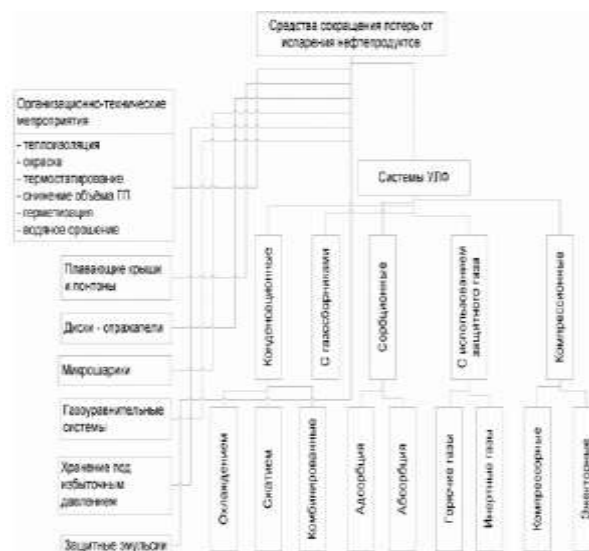 Средства сокращения потерь от
испарения нефтепродуктов
Организационно-технические
мепроприятия
- теплоизоляция
- окраска
- термостатирование
- снижение объёма ГП
- герметизация
- водяное орошение
Системы УЛФ
Плавающие крыши
и понтоны
Диски - отражатели
Микрошарики
Газоуравнительные
системы
Хранение под
избыточным
давлением
Защитные эмульсии
Конденсационные
С газосборниками
Сорбционные
С использованием
защитного газа
Компрессионные
Охлаждением
Сжатием
Комбинированные
Адсорбция
Абсорбция
Горючие газы
Инертные газы
Компрессорные
Эжекторные